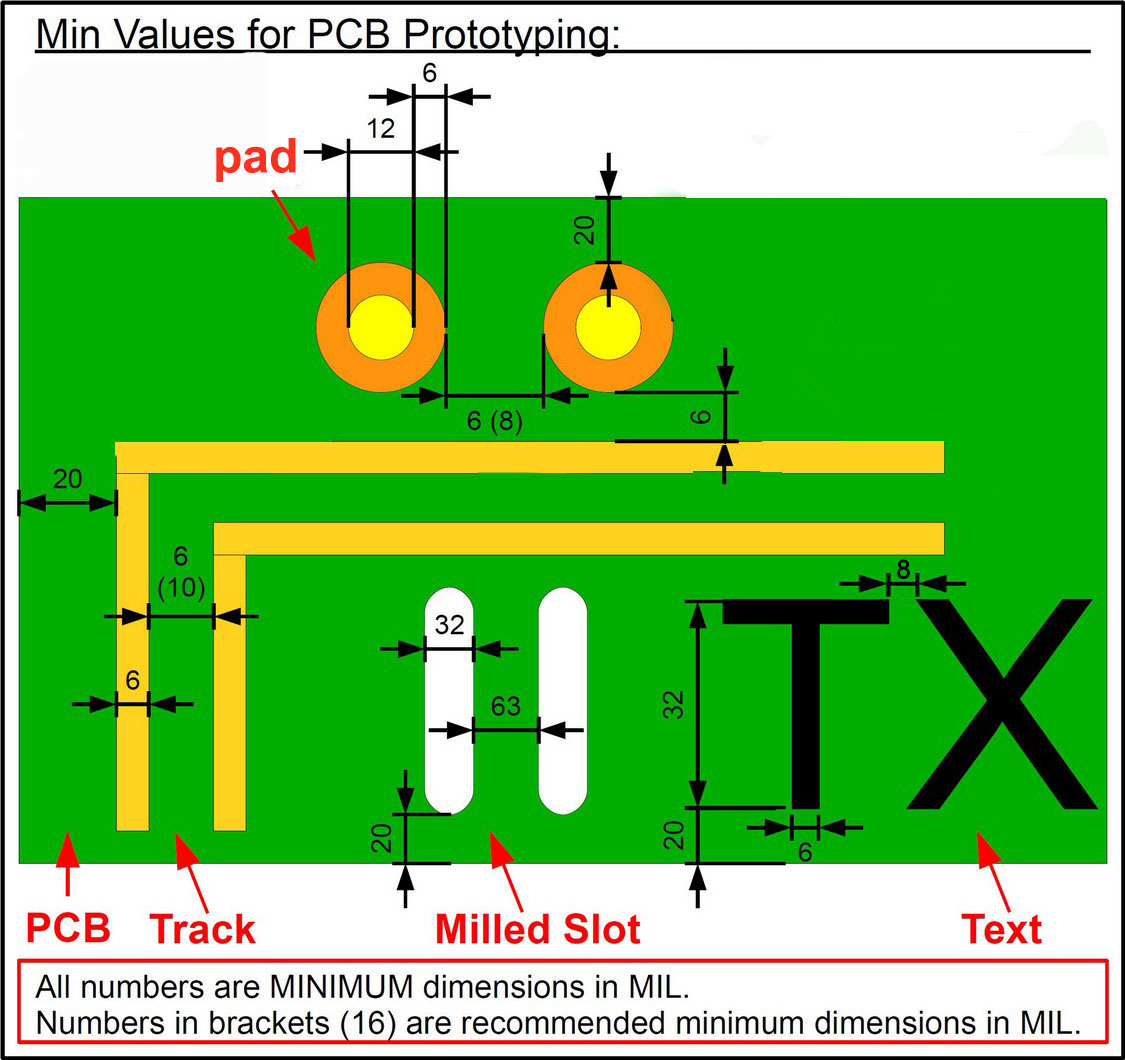 Min Values for PCB Prototyping:
6
12
pad
20
6 (8)
6
20
6
(10)
8
32
6
63
32
20
20
6
PCB
Track
Milled Slot
Text
TX
All numbers are MINIMUM dimensions in MIL.
Numbers in brackets (16) are recommended minimum dimensions in MIL.